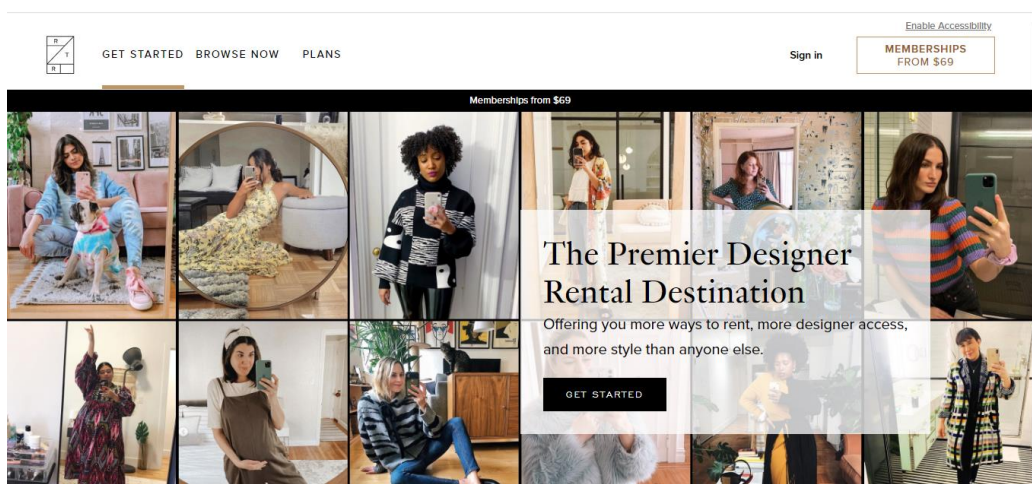 Enable Accessibility
R
T
R
GET STARTED BROWSE NOW PLANS
Sign in
MEMBERSHIPS
FROM $69
Memberships from $69
The Premier Designer
Rental Destination
Offering you more ways to rent, more designer access,
and more style than anyone else.
GET STARTED